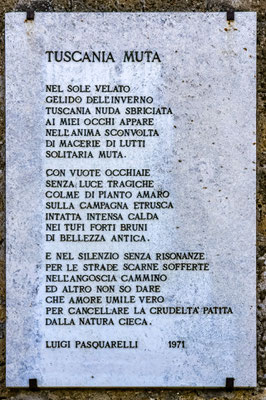 TUSCANIA MUTA
NEL SOLE VELATO
GELIDO DELL'INVERNO
TUSCANIA NUDA SBRICIATA
AI MIEI OCCHI APPARE
NELL'ANIMA SCONVOLTA
DI MACERIE DI LUTTI
SOLITARIA MUTA.
CON VUOTE OCCHIAIE
SENZA LUCE TRAGICHE
COLME DI PIANTO AMARO
SULLA CAMPAGNA ETRUSCA
INTATTA INTENSA CALDA
NEI TUFI FORTI BRUNI
DI BELLEZZA ANTICA.
E NEL SILENZIO SENZA RISONANZE
PER LE STRADE SCARNE SOFFERTE
NELL'ANGOSCIA CAMMINO
ED ALTRO NON SO DARE
CHE AMORE UMILE VERO
PER CANCELLARE LA CRUDELTA' PATITA
DALLA NATURA CIECA.
LUIGI PASQUARELLI 1971